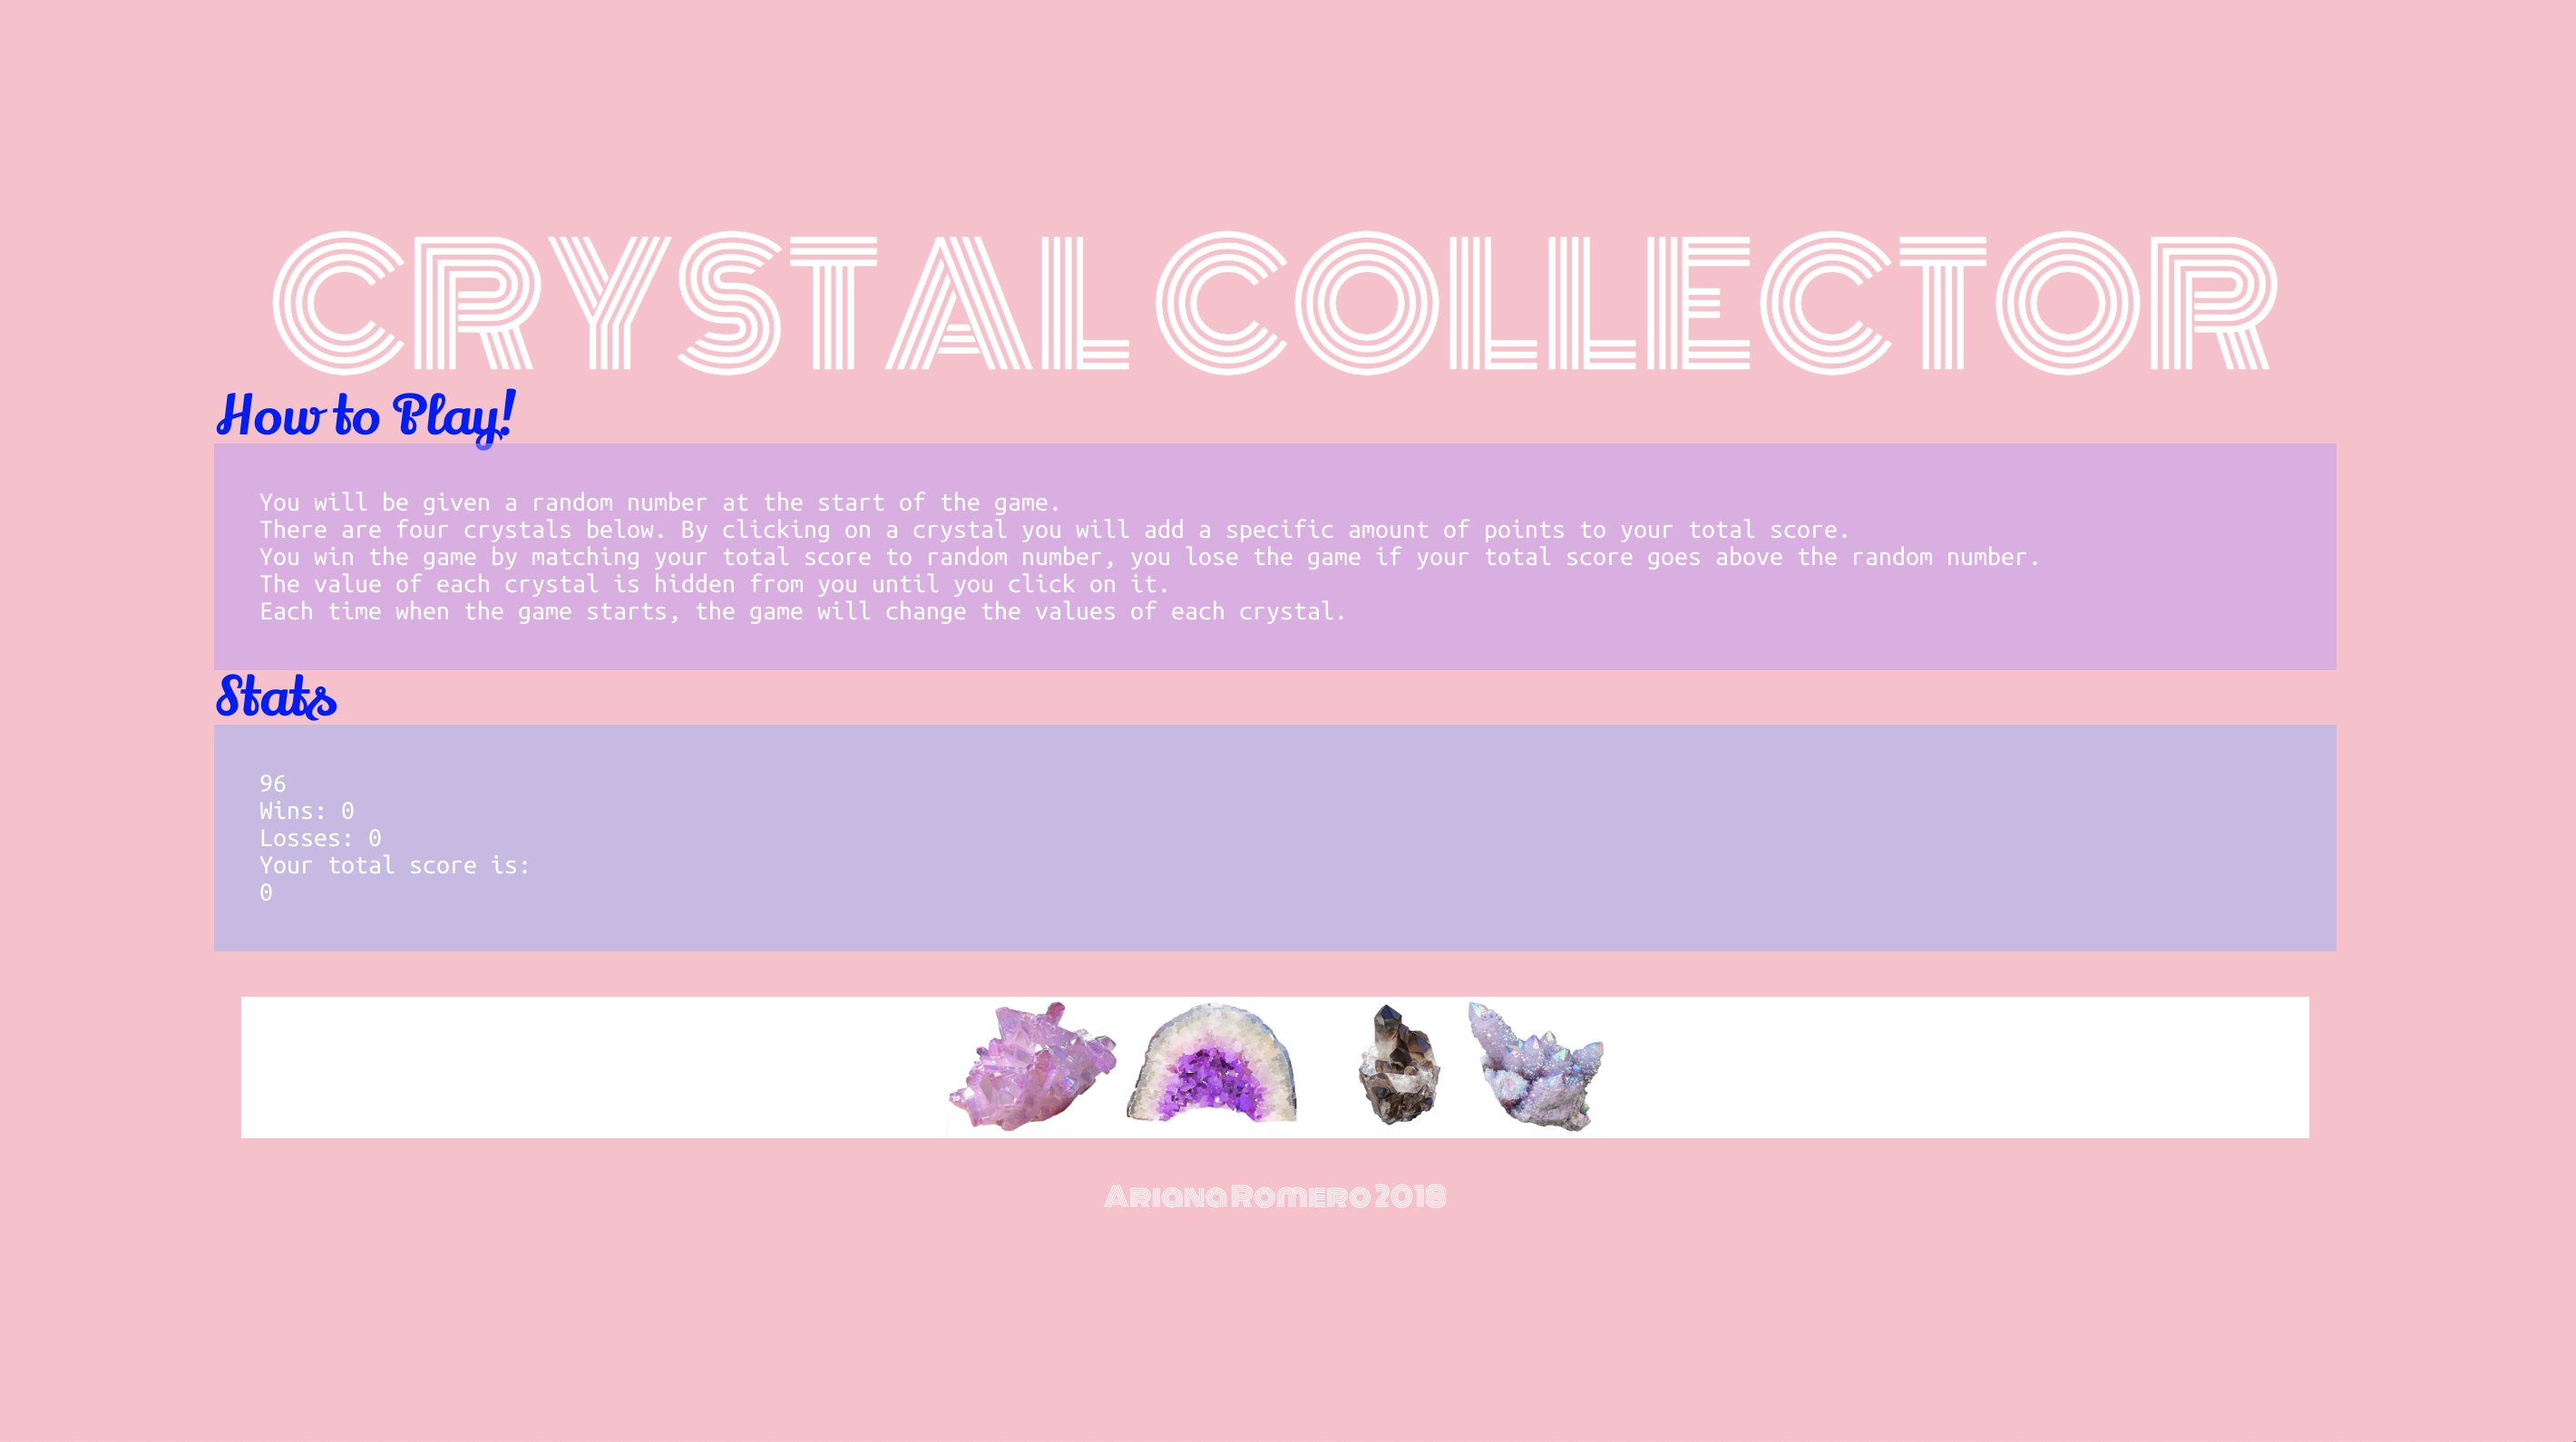 CRYSTAL COLLECTOR
How to Play!
You will be given a random number at the start of the game.
There are four crystals below. By clicking on a crystal you will add a specific amount of points to your total score.
You win the game by matching your total score to random number, you lose the game if your total score goes above the random number.
The value of each crystal is hidden from you until you click on it.
Each time when the game starts, the game will change the values of each crystal.
Stats
96
Wins: 0
Losses: 0
Your total score is:
0
Ariana Romero 2018